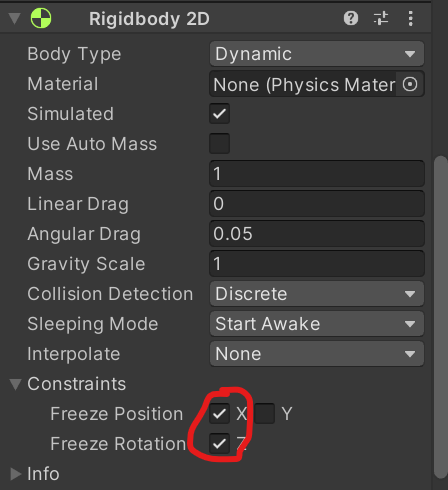 Rigidbody 2D
Body Type Dynamic
Material None (Physics Mater
Simulated
Use Auto Mass
Mass 1
Linear Drag 0
Angular Drag 0.05
Gravity Scale 1
Collision Detection Discrete
Sleeping Mode Start Awake
Interpolate None
Constraints
Freeze Position X Y
Freeze Rotation Z
Info